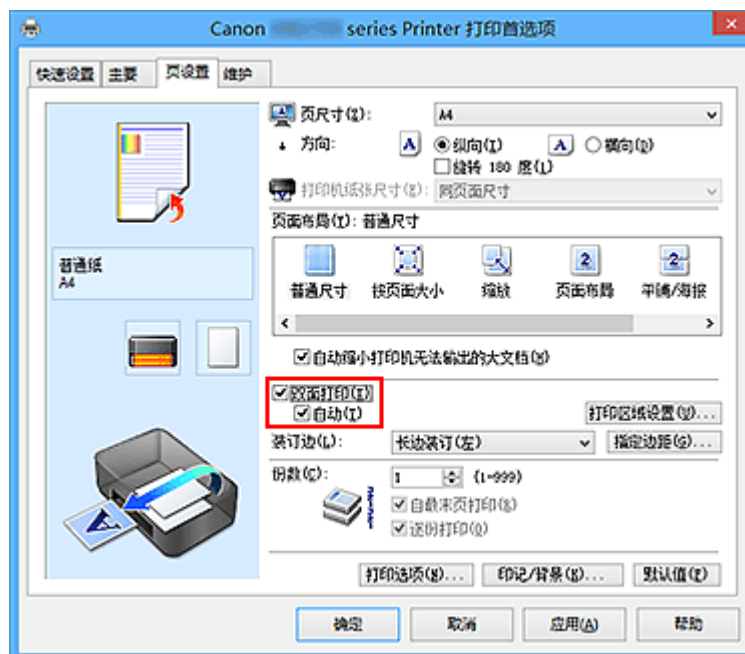 Canon series Printer 打印首选项
快速设置 主要 页设置 维护
页尺寸(Z): A4
方向: A 纵向(I) A 横向(O)
旋转 180 度(L)
打印机纸张尺寸(R): 同页面尺寸
页面布局(Y): 普通尺寸
普通尺寸 按页面大小 缩放 页面布局 平铺/海报
2 2
自动缩小打印机无法输出的大文档(W)
普通纸
A4
双面打印(X)
自动(T)
打印区域设置(U)...
装订边(L): 长边装订(左) 指定边距(G)...
份数(C): 1 (1-999)
自最末页打印(S)
逐份打印(Q)
打印选项(N)... 印记/背景(B)... 默认值(F)
确定 取消 应用(A) 帮助